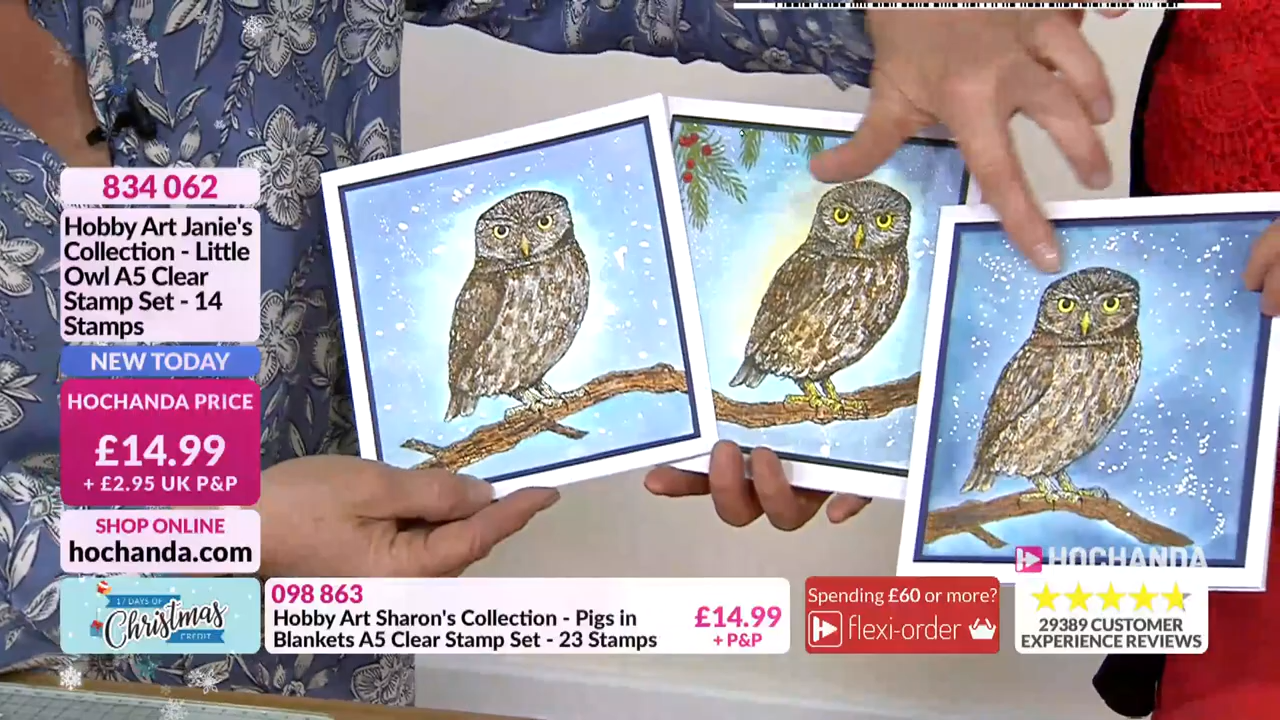 834 062
Hobby Art Janie's
Collection - Little
Owl A5 Clear
Stamp Set - 14
Stamps
NEW TODAY
HOCHANDA PRICE
£14.99
+ £2.95 UK P&P
SHOP ONLINE
hochanda.com
17 DAYS OF
Christmas
CREDIT
098 863
Hobby Art Sharon's Collection - Pigs in
Blankets A5 Clear Stamp Set - 23 Stamps
£14.99
+ P&P
Spending £60 or more?
flexi-order
HOCHANDA
29389 CUSTOMER
EXPERIENCE REVIEWS